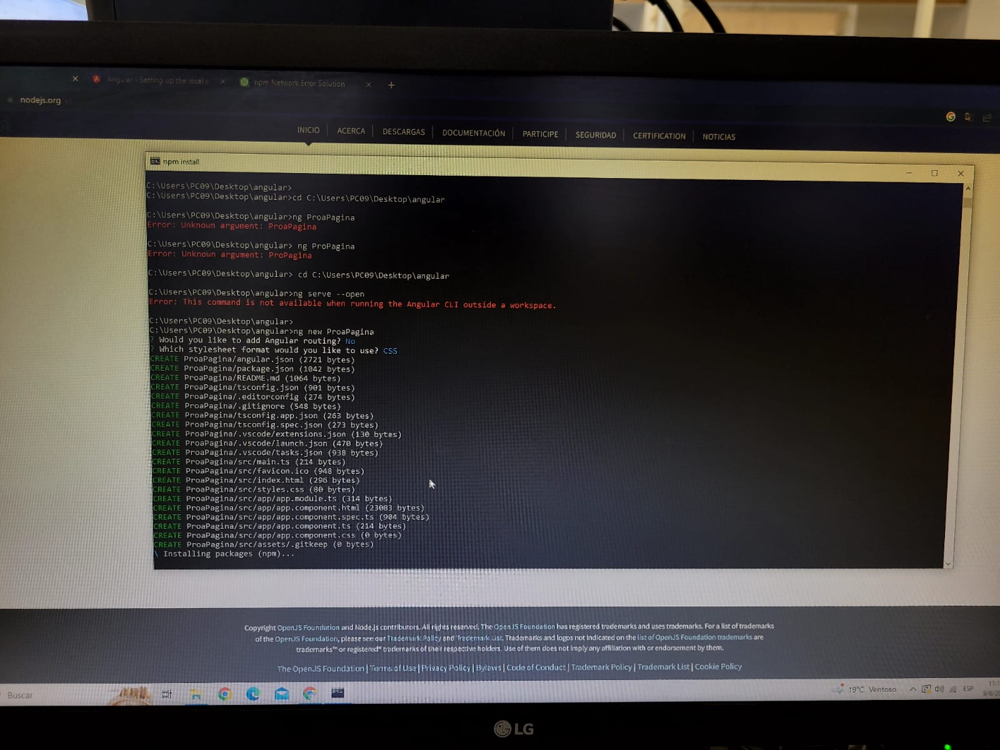 Angular - Setting up the local
npm Network Error Solution
nodejs.org
INICIO ACERCA DESCARGAS DOCUMENTACIÓN PARTICIPE SEGURIDAD CERTIFICATION NOTICIAS
npm install
C:\Users\PC09\Desktop\angular>
C:\Users\PC09\Desktop\angular>cd C:\Users\PC09\Desktop\angular
C:\Users\PC09\Desktop\angular>ng ProaPagina
Error: Unknown argument: ProaPagina
C:\Users\PC09\Desktop\angular> ng ProPagina
Error: Unknown argument: ProPagina
C:\Users\PC09\Desktop\angular> cd C:\Users\PC09\Desktop\angular
C:\Users\PC09\Desktop\angular>ng serve --open
Error: This command is not available when running the Angular CLI outside a workspace.
C:\Users\PC09\Desktop\angular>
C:\Users\PC09\Desktop\angular>ng new ProaPagina
? Would you like to add Angular routing? No
? Which stylesheet format would you like to use? CSS
CREATE ProaPagina/angular.json (2721 bytes)
CREATE ProaPagina/package.json (1042 bytes)
CREATE ProaPagina/README.md (1064 bytes)
CREATE ProaPagina/tsconfig.json (901 bytes)
CREATE ProaPagina/.editorconfig (274 bytes)
CREATE ProaPagina/.gitignore (548 bytes)
CREATE ProaPagina/tsconfig.app.json (263 bytes)
CREATE ProaPagina/tsconfig.spec.json (273 bytes)
CREATE ProaPagina/.vscode/extensions.json (130 bytes)
CREATE ProaPagina/.vscode/launch.json (470 bytes)
CREATE ProaPagina/.vscode/tasks.json (938 bytes)
CREATE ProaPagina/src/main.ts (214 bytes)
CREATE ProaPagina/src/favicon.ico (948 bytes)
CREATE ProaPagina/src/index.html (296 bytes)
CREATE ProaPagina/src/styles.css (80 bytes)
CREATE ProaPagina/src/app/app.module.ts (314 bytes)
CREATE ProaPagina/src/app/app.component.html (23083 bytes)
CREATE ProaPagina/src/app/app.component.spec.ts (904 bytes)
CREATE ProaPagina/src/app/app.component.ts (214 bytes)
CREATE ProaPagina/src/app/app.component.css (0 bytes)
CREATE ProaPagina/src/assets/.gitkeep (0 bytes)
\ Installing packages (npm)...
Copyright OpenJS Foundation and Node.js contributors. All rights reserved. The OpenJS Foundation has registered trademarks and uses trademarks. For a list of trademarks
of the OpenJS Foundation, please see our Trademark Policy and Trademark List. Trademarks and logos not indicated on the list of OpenJS Foundation trademarks are
trademarks™ or registered® trademarks of their respective holders. Use of them does not imply any affiliation with or endorsement by them.
The OpenJS Foundation | Terms of Use | Privacy Policy | Bylaws | Code of Conduct | Trademark Policy | Trademark List | Cookie Policy
Buscar
19°C Ventoso
ESP
LG